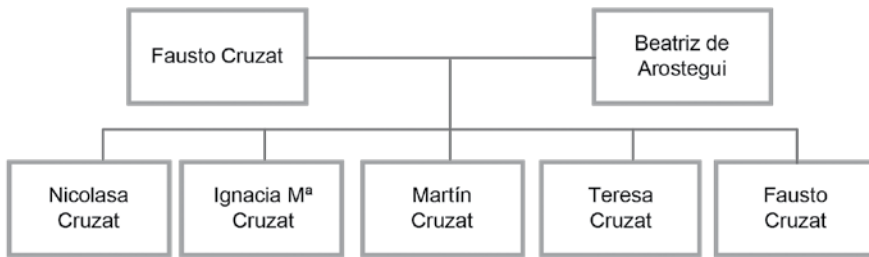 Fausto Cruzat
Beatriz de
Arostegui
Nicolasa
Cruzat
Ignacia Mª
Cruzat
Martín
Cruzat
Teresa
Cruzat
Fausto
Cruzat